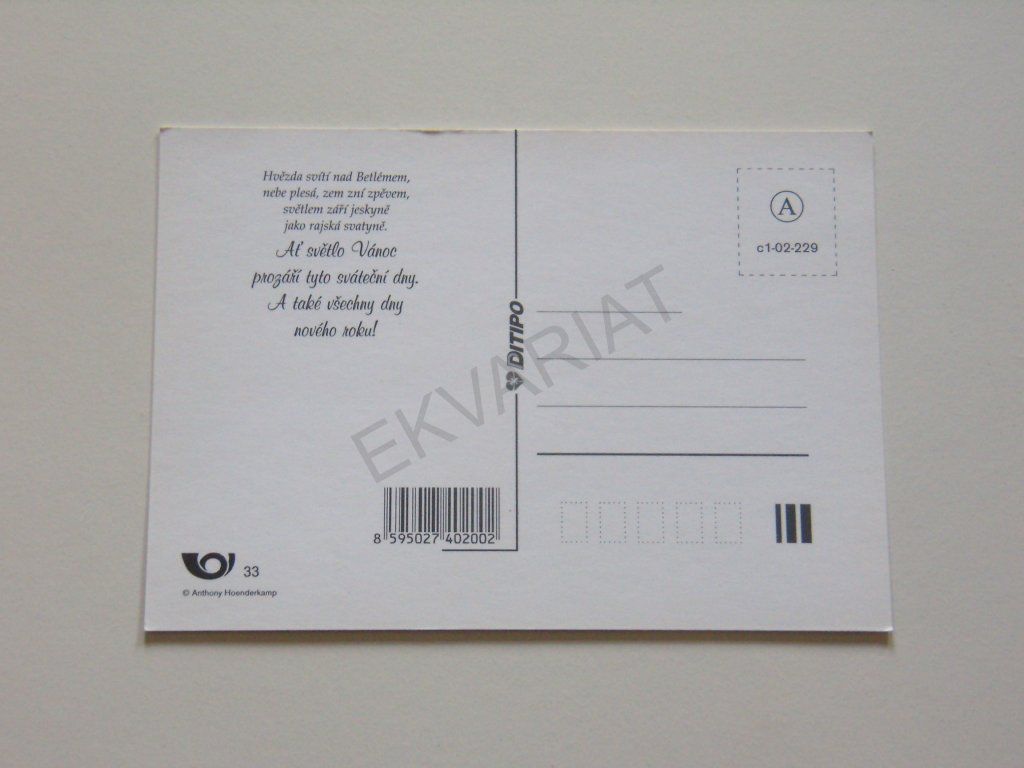 Hvězda svítí nad Betlémem,
nebe plesá, zem zní zpěvem,
světlem září jeskyně
jako rajská svatyně.
Ať světlo Vánoc
prozáří tyto sváteční dny.
A také všechny dny
nového roku!
8 595027 402002
33
© Anthony Hoenderkamp
DITIPO
A
c1-02-229
EKVARIAT